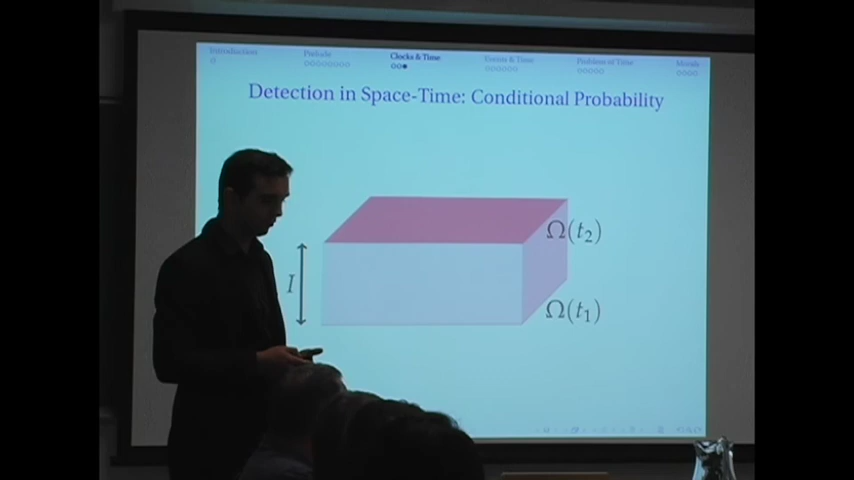 Introduction Prelude Clocks & Time Events & Time Problem of Time Morals
Detection in Space-Time: Conditional Probability
Ω(t₂)
I
Ω(t₁)